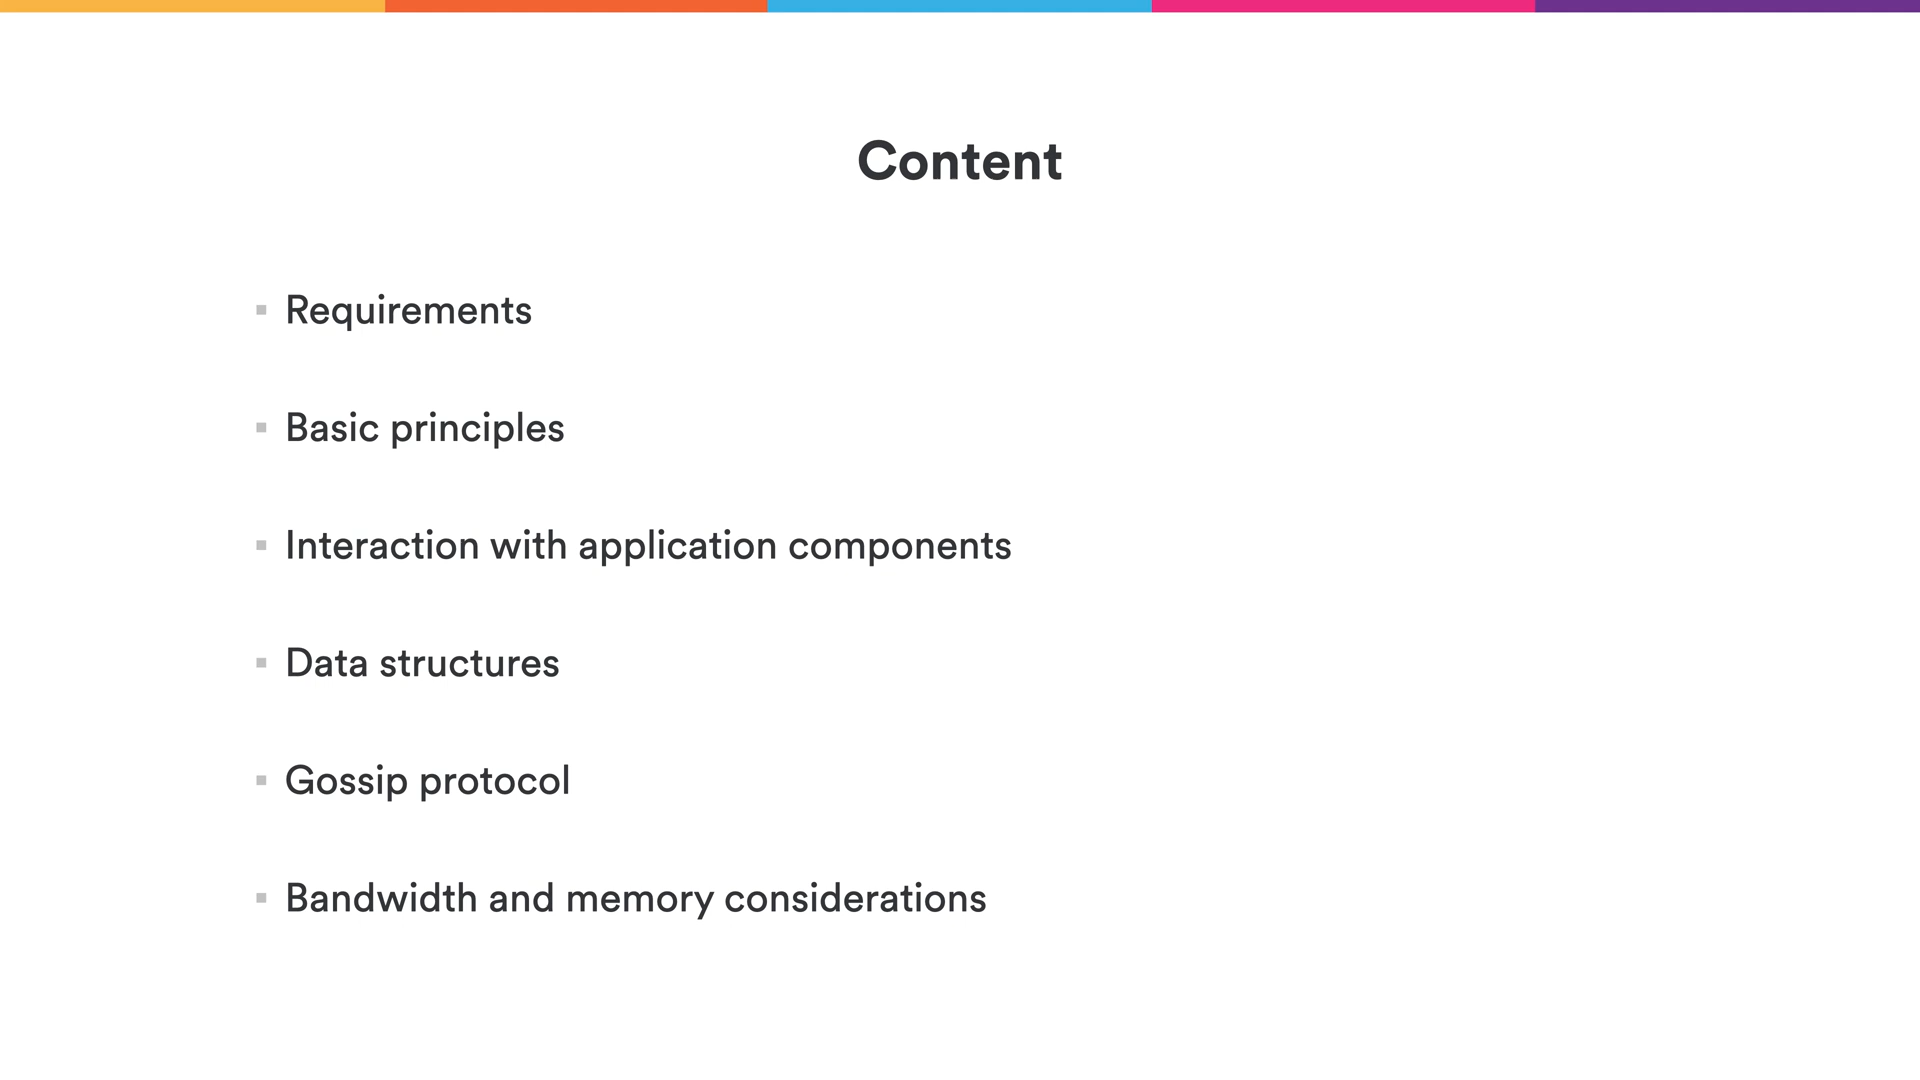 Content
Requirements
Basic principles
Interaction with application components
Data structures
Gossip protocol
Bandwidth and memory considerations